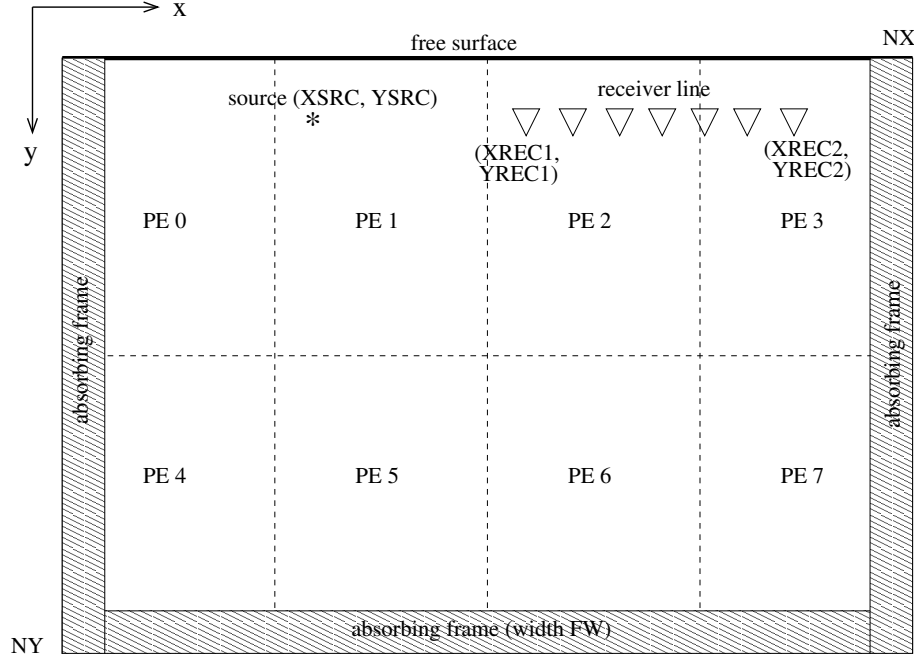 x
NX
free surface
source (XSRC, YSRC)
*
receiver line
y
(XREC1,
YREC1)
(XREC2,
YREC2)
PE 0
PE 1
PE 2
PE 3
absorbing frame
absorbing frame
PE 4
PE 5
PE 6
PE 7
absorbing frame (width FW)
NY